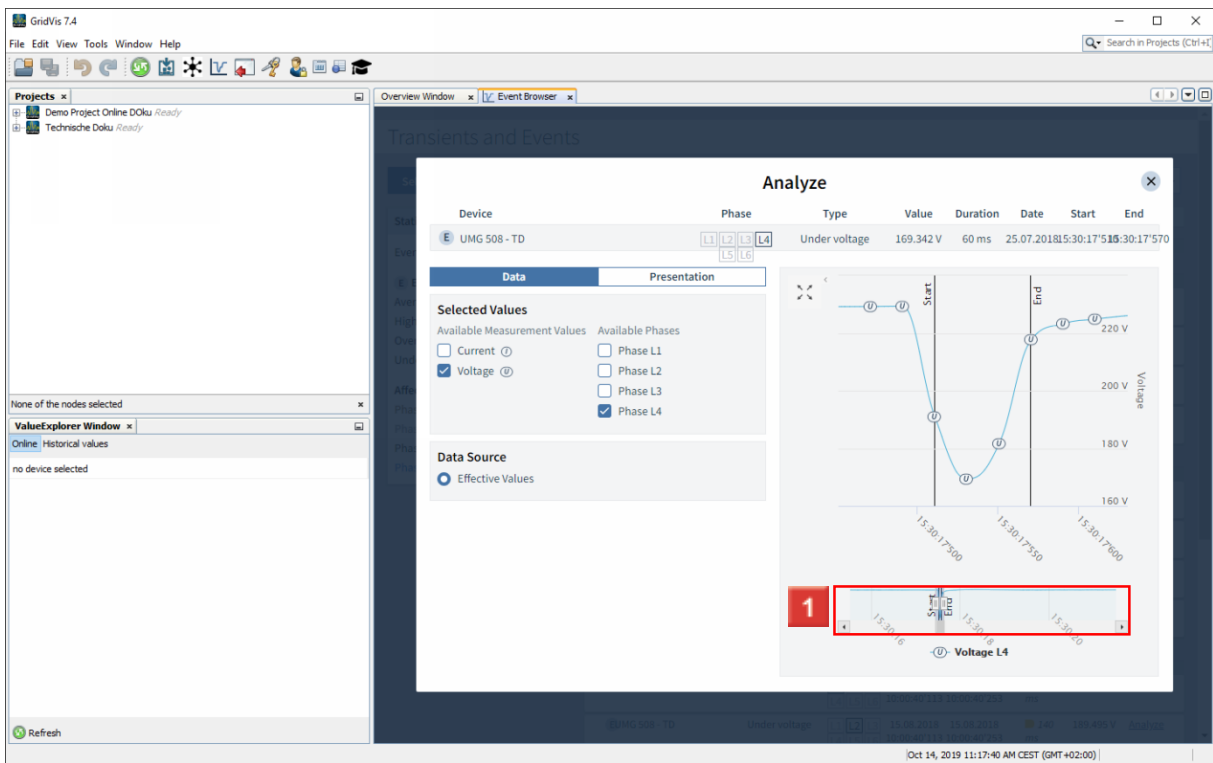 GridVis 7.4
File Edit View Tools Window Help
Search in Projects (Ctrl+I)
Projects
Demo Project Online DOku Ready
Technische Doku Ready
None of the nodes selected
ValueExplorer Window
Online Historical values
no device selected
Refresh
Overview Window
Event Browser
Transients and Events
Analyze
Device Phase Type Value Duration Date Start End
E UMG 508 - TD L1 L2 L3 L4 Under voltage 169.342 V 60 ms 25.07.2018 15:30:17'570
L5 L6
Data Presentation
Selected Values
Available Measurement Values Available Phases
Current I Phase L1
Voltage U Phase L2
Phase L3
Phase L4
Data Source
Effective Values
Start End
220 V
200 V
180 V
160 V
Voltage
15:30:17'500 15:30:17'550 15:30:17'600
1
Start End
15:30:16 15:30:18 15:30:20
U Voltage L4
UMG 508 - TD Under voltage L2 Analyze
Oct 14, 2019 11:17:40 AM CEST (GMT+02:00)